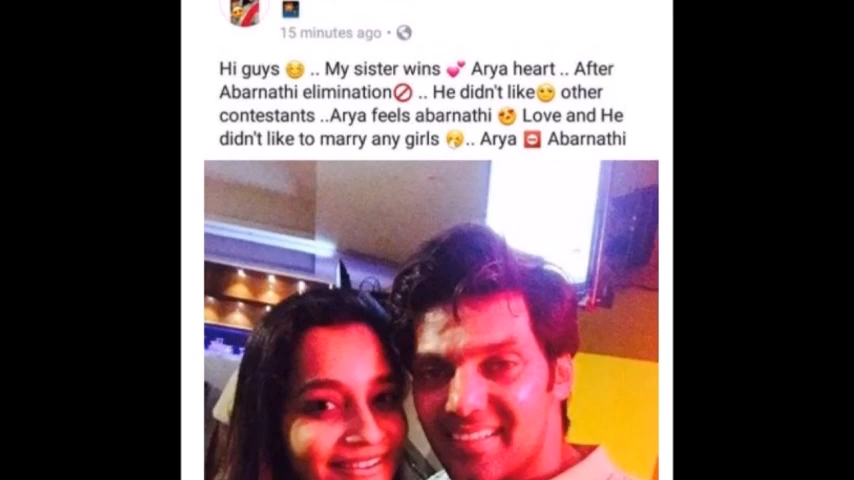 15 minutes ago ·
Hi guys 😊 .. My sister wins 💕 Arya heart .. After
Abarnathi elimination🚫 .. He didn't like😏 other
contestants ..Arya feels abarnathi 😍 Love and He
didn't like to marry any girls 🤭.. Arya ⛔ Abarnathi